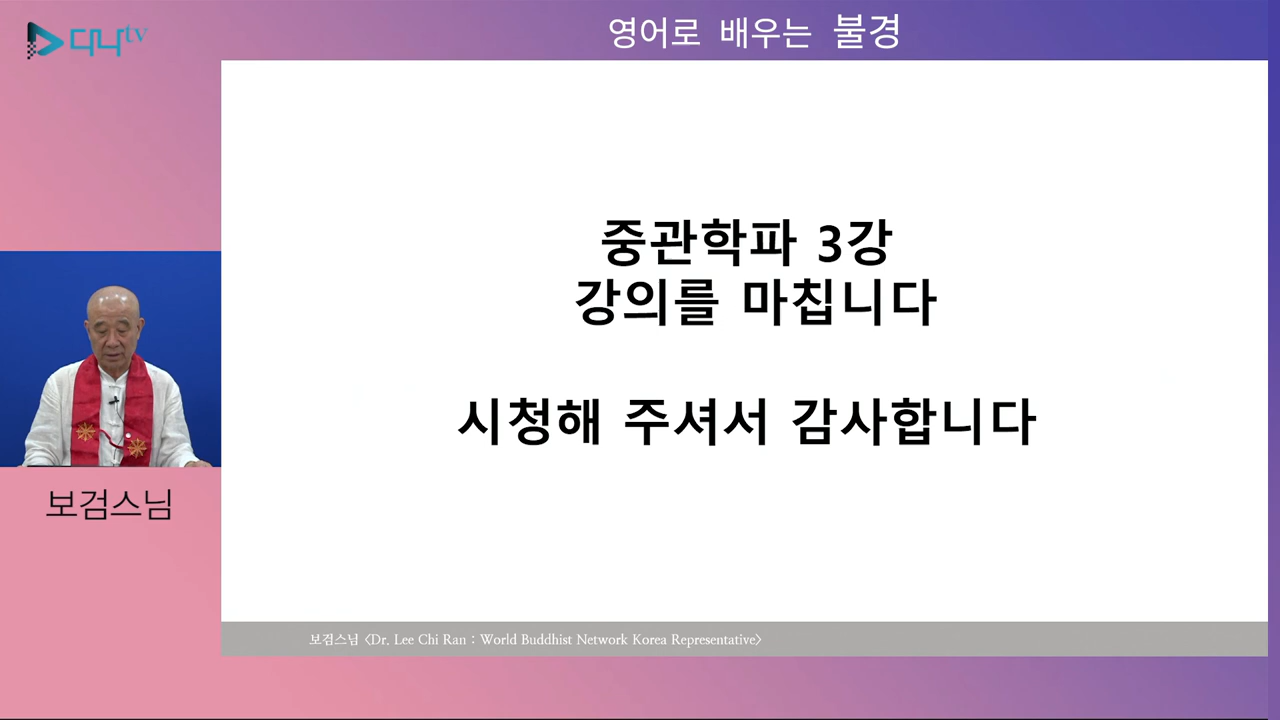 다나tv
영어로 배우는 불경
중관학파 3강
강의를 마칩니다
시청해 주셔서 감사합니다
보검스님
보검스님 <Dr. Lee Chi Ran : World Buddhist Network Korea Representative>